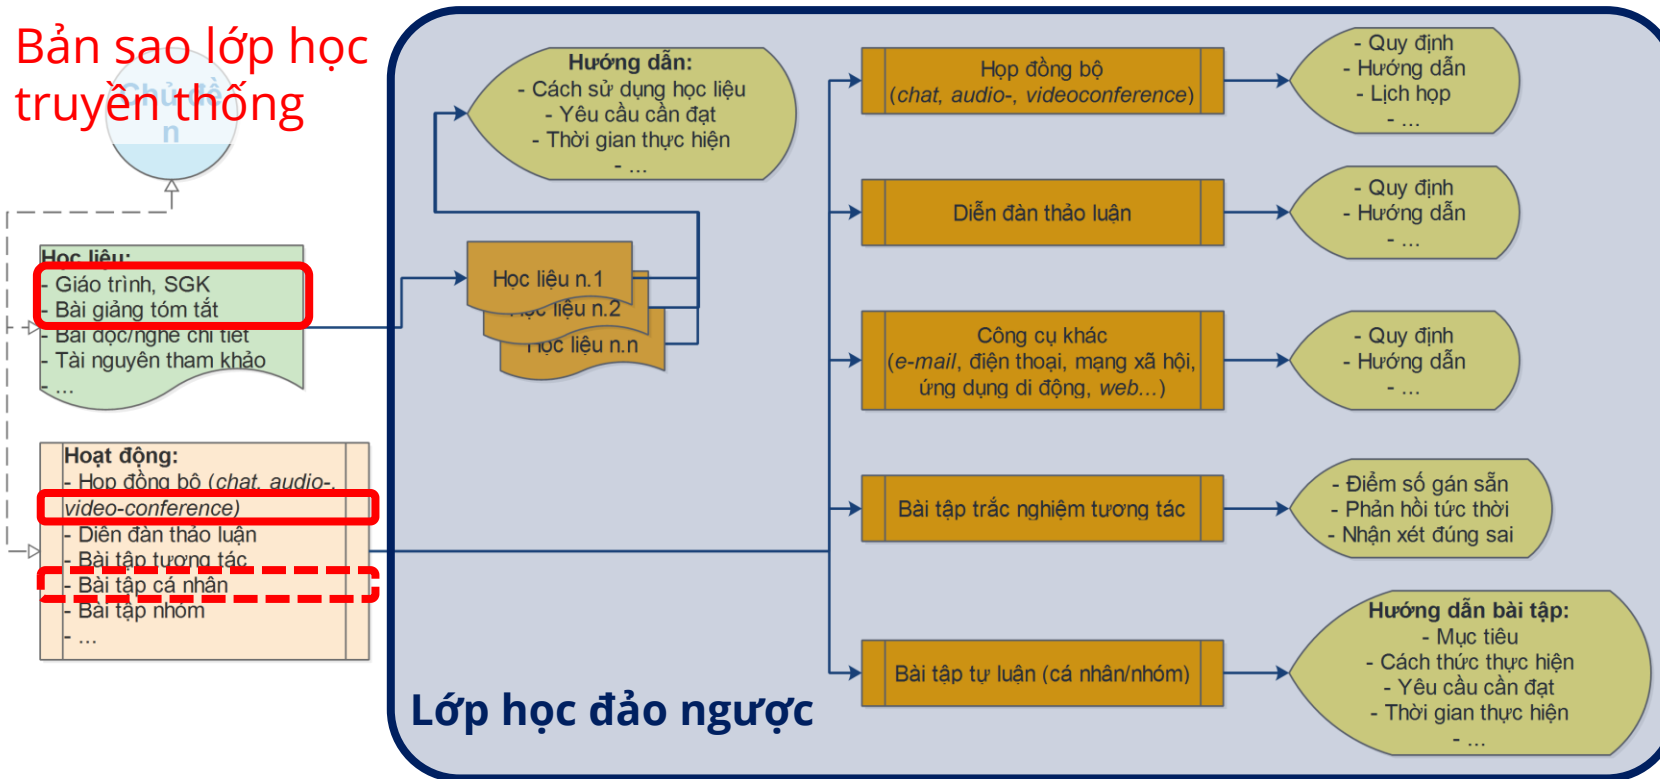 Bản sao lớp học
truyền thống
Chủ đề
n
Học liệu:
- Giáo trình, SGK
- Bài giảng tóm tắt
- Bài đọc/nghe chi tiết
- Tài nguyên tham khảo
- ...
Hoạt động:
- Họp đồng bộ (chat, audio-,
video-conference)
- Diễn đàn thảo luận
- Bài tập tương tác
- Bài tập cá nhân
- Bài tập nhóm
- ...
Hướng dẫn:
- Cách sử dụng học liệu
- Yêu cầu cần đạt
- Thời gian thực hiện
- ...
Học liệu n.1
Học liệu n.2
Học liệu n.n
Họp đồng bộ
(chat, audio-, videoconference)
- Quy định
- Hướng dẫn
- Lịch họp
- ...
Diễn đàn thảo luận
- Quy định
- Hướng dẫn
- ...
Công cụ khác
(e-mail, điện thoại, mạng xã hội,
ứng dụng di động, web...)
- Quy định
- Hướng dẫn
- ...
Bài tập trắc nghiệm tương tác
- Điểm số gán sẵn
- Phản hồi tức thời
- Nhận xét đúng sai
Bài tập tự luận (cá nhân/nhóm)
Hướng dẫn bài tập:
- Mục tiêu
- Cách thức thực hiện
- Yêu cầu cần đạt
- Thời gian thực hiện
- ...
Lớp học đảo ngược